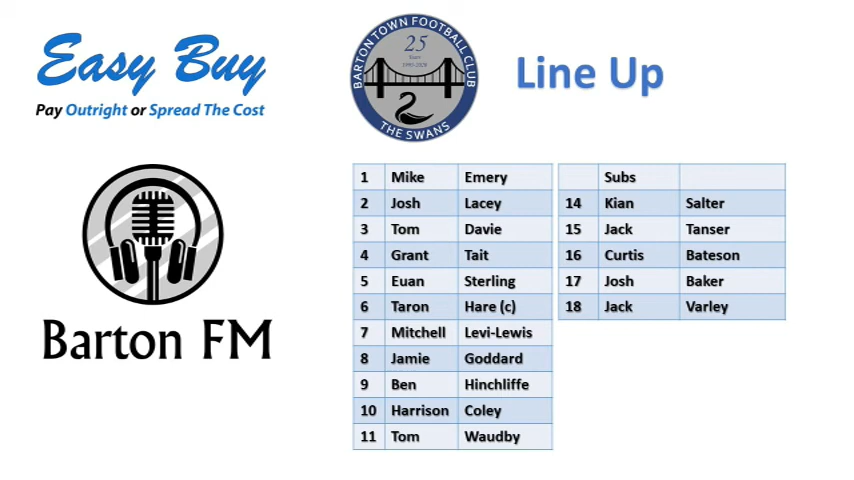 Easy Buy
Pay Outright or Spread The Cost
BARTON TOWN FOOTBALL CLUB
25
Years
THE SWANS
Line Up
Barton FM
1 Mike Emery
2 Josh Lacey
3 Tom Davie
4 Grant Tait
5 Euan Sterling
6 Taron Hare (c)
7 Mitchell Levi-Lewis
8 Jamie Goddard
9 Ben Hinchliffe
10 Harrison Coley
11 Tom Waudby
Subs
14 Kian Salter
15 Jack Tanser
16 Curtis Bateson
17 Josh Baker
18 Jack Varley